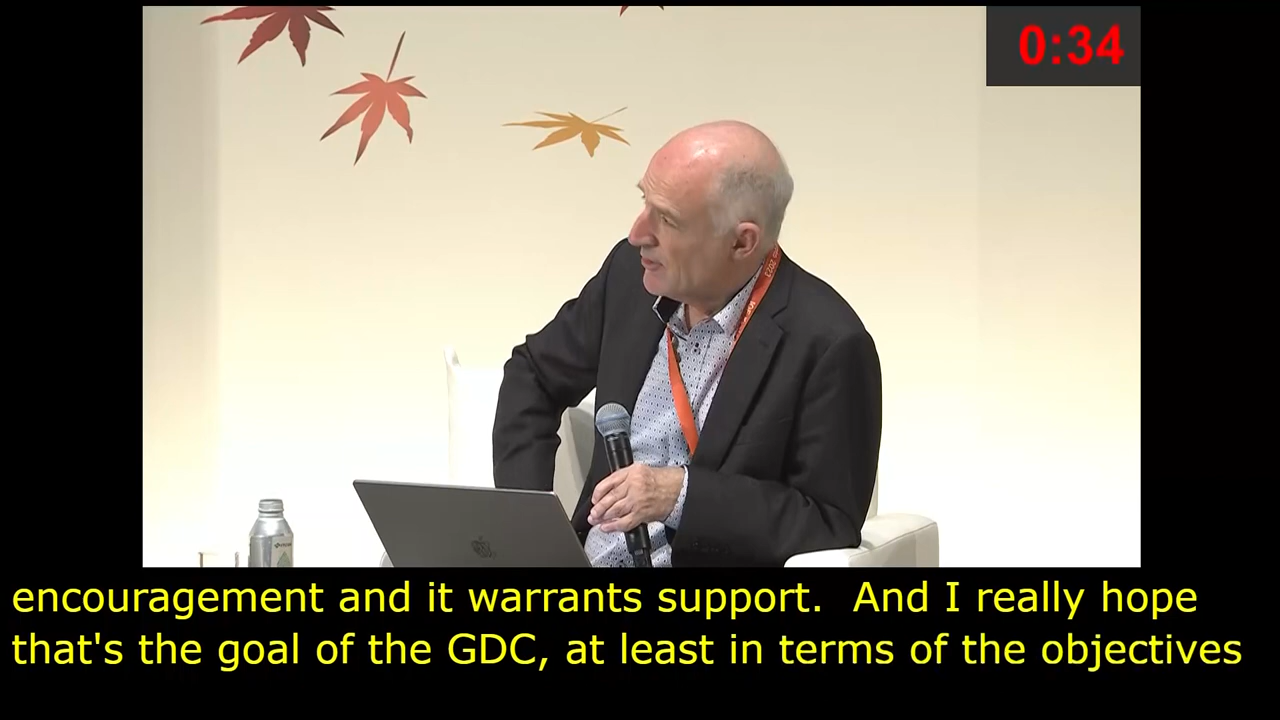 0:34
2023
encouragement and it warrants support.  And I really hope
that's the goal of the GDC, at least in terms of the objectives